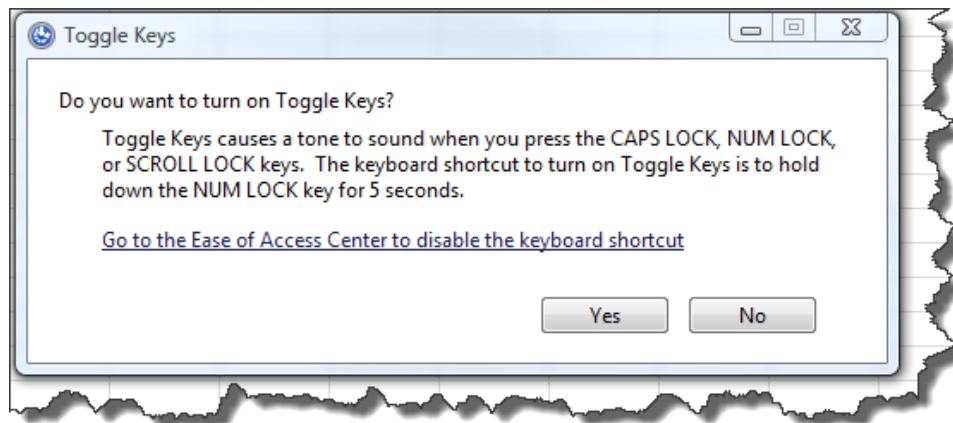 Toggle Keys
Do you want to turn on Toggle Keys?
Toggle Keys causes a tone to sound when you press the CAPS LOCK, NUM LOCK,
or SCROLL LOCK keys.  The keyboard shortcut to turn on Toggle Keys is to hold
down the NUM LOCK key for 5 seconds.
Go to the Ease of Access Center to disable the keyboard shortcut
Yes No